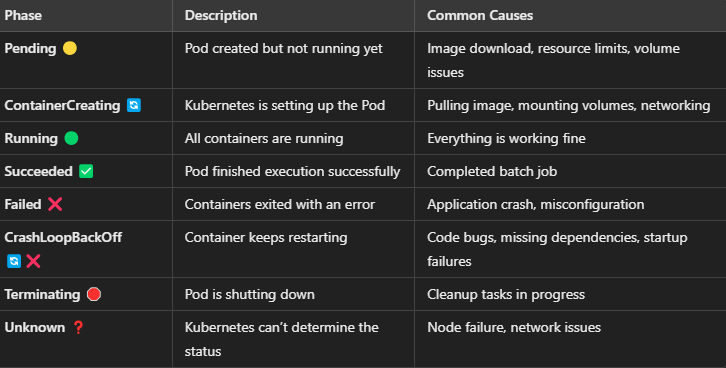 Phase Description Common Causes
Pending 🟡 Pod created but not running yet Image download, resource limits, volume
issues
ContainerCreating 🔄 Kubernetes is setting up the Pod Pulling image, mounting volumes, networking
Running 🟢 All containers are running Everything is working fine
Succeeded ✅ Pod finished execution successfully Completed batch job
Failed ❌ Containers exited with an error Application crash, misconfiguration
CrashLoopBackOff Container keeps restarting Code bugs, missing dependencies, startup
🔄❌ failures
Terminating 🛑 Pod is shutting down Cleanup tasks in progress
Unknown ❓ Kubernetes can’t determine the Node failure, network issues
status